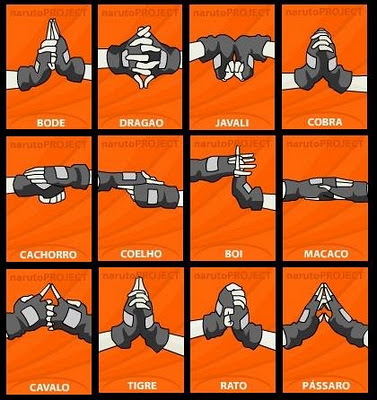 narutoPROJECT narutoPROJECT narutoPROJECT narutoPROJECT
BODE DRAGAO JAVALI COBRA
narutoPROJECT narutoPROJECT narutoPROJECT narutoPROJECT
CACHORRO COELHO BOI MACACO
narutoPROJECT narutoPROJECT narutoPROJECT narutoPROJECT
CAVALO TIGRE RATO PÁSSARO